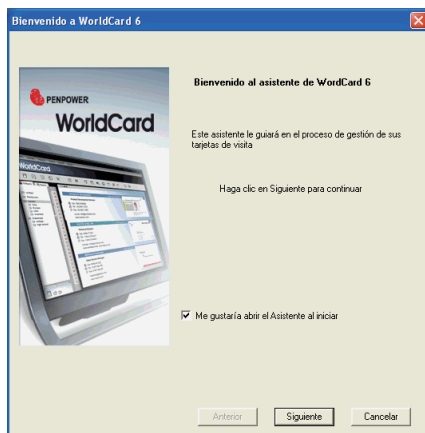 Bienvenido a WorldCard 6
PENPOWER
WorldCard
WorldCard
Bienvenido al asistente de WordCard 6
Este asistente le guiará en el proceso de gestión de sus
tarjetas de visita
Haga clic en Siguiente para continuar
Me gustaría abrir el Asistente al iniciar
Anterior
Siguiente
Cancelar